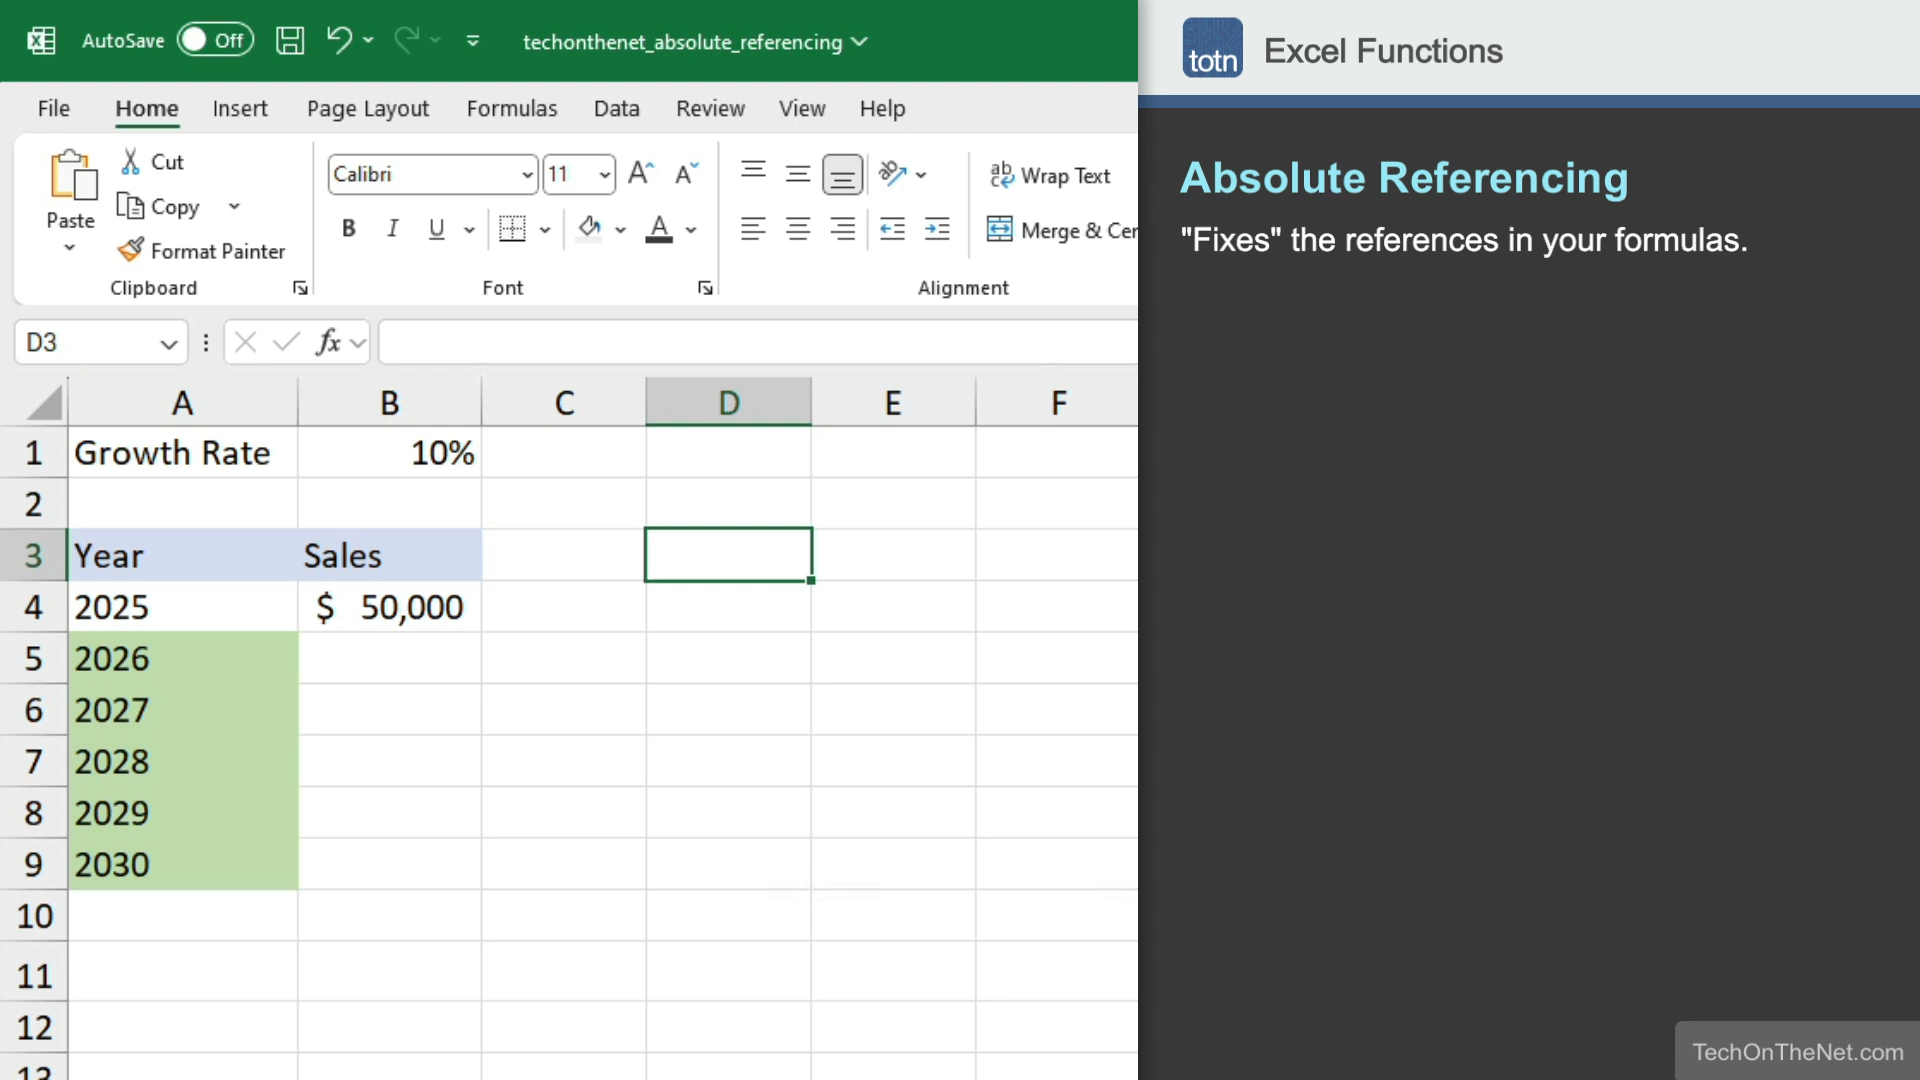 AutoSave Off techonthenet_absolute_referencing
File Home Insert Page Layout Formulas Data Review View Help
Paste
Cut
Copy
Format Painter
Clipboard
Calibri 11
B I U
Font
Wrap Text
Merge & Cer
Alignment
D3 fx
A B C D E F
1 Growth Rate 10%
2
3 Year Sales
4 2025 $ 50,000
5 2026
6 2027
7 2028
8 2029
9 2030
10
11
12
13
totn Excel Functions
Absolute Referencing
"Fixes" the references in your formulas.
TechOnTheNet.com